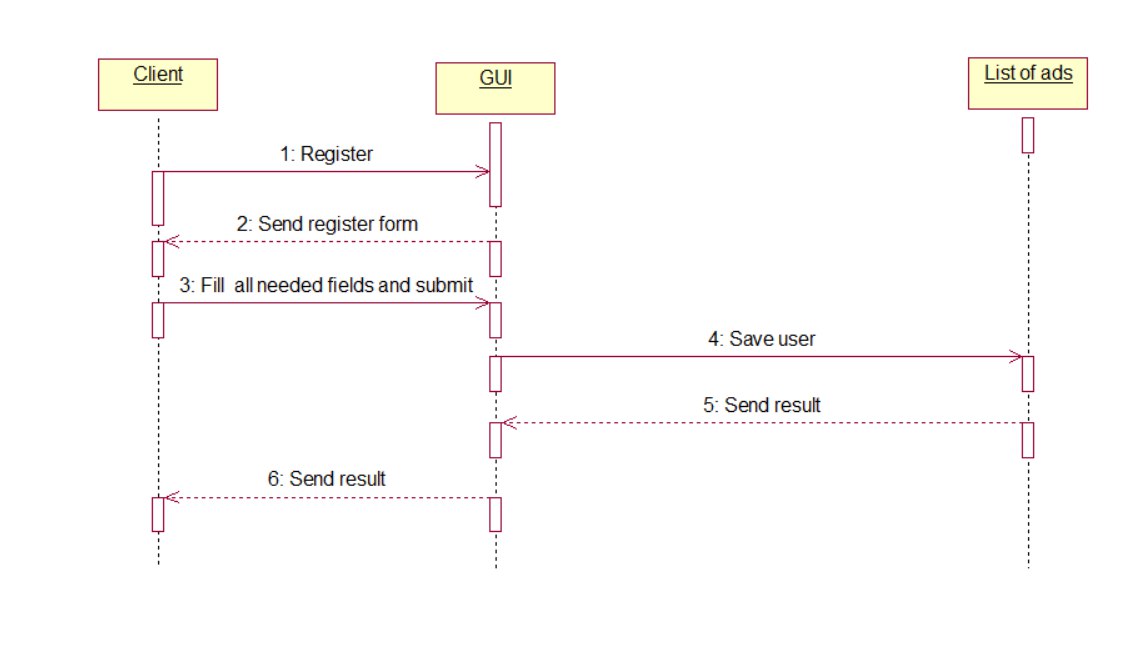 Client
GUI
List of ads
1: Register
2: Send register form
3: Fill  all needed fields and submit
4: Save user
5: Send result
6: Send result